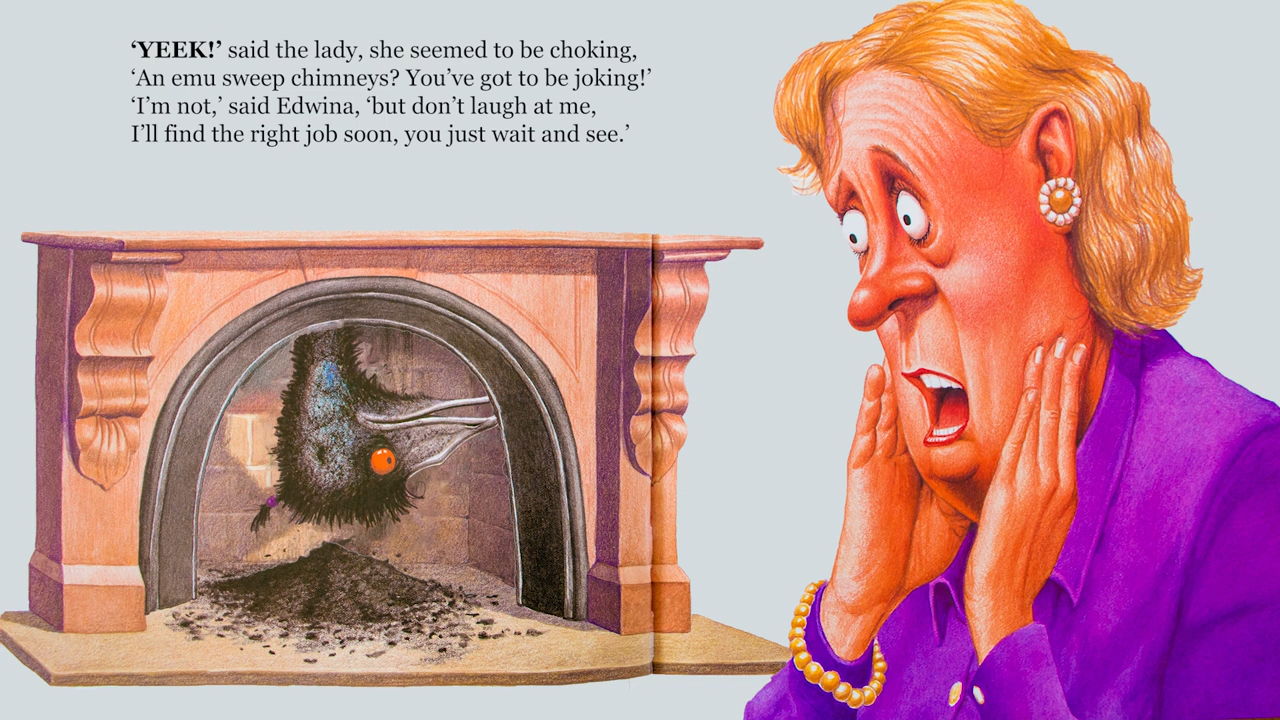 ‘YEEK!’ said the lady, she seemed to be choking,
‘An emu sweep chimneys? You’ve got to be joking!’
‘I’m not,’ said Edwina, ‘but don’t laugh at me,
I’ll find the right job soon, you just wait and see.’